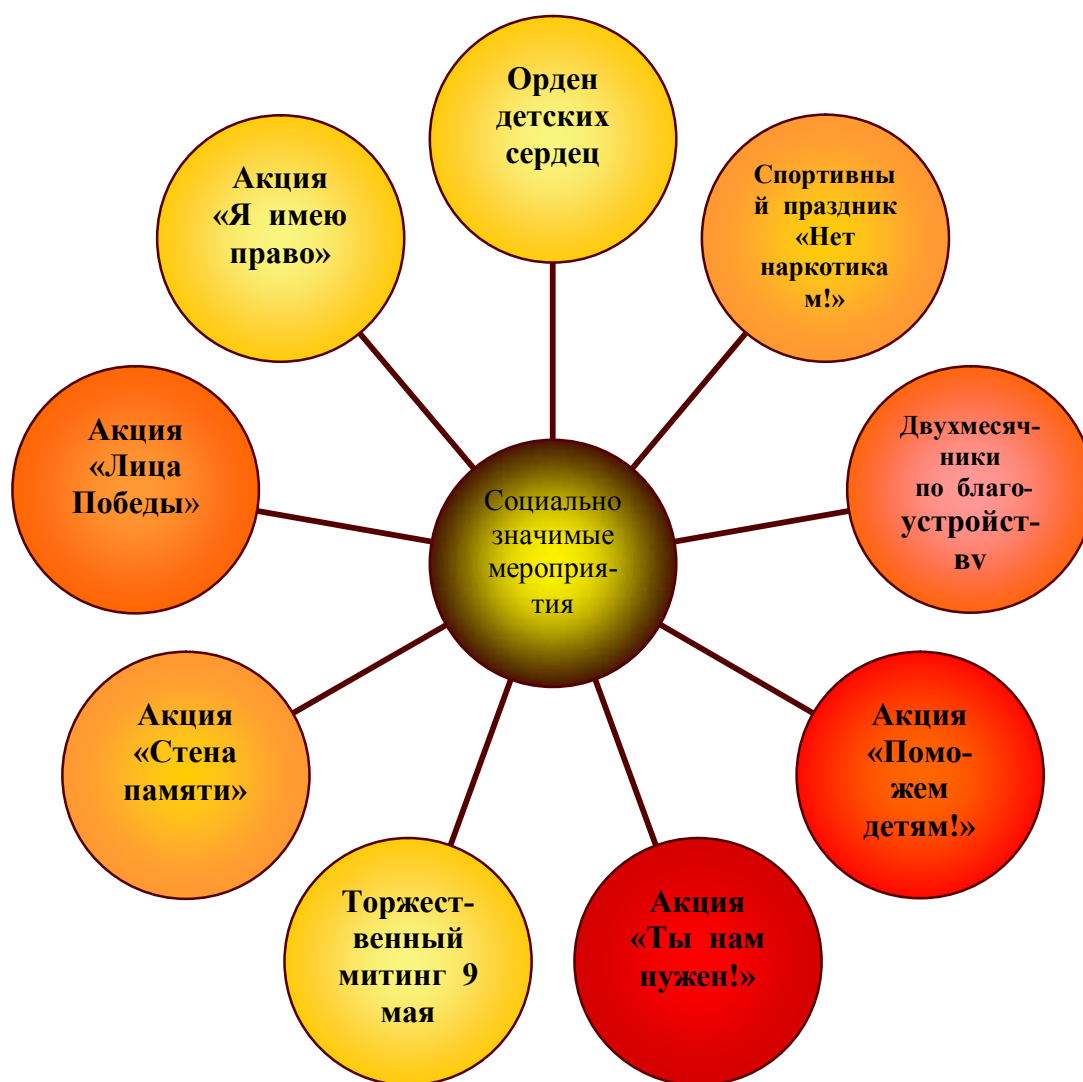 Орден
детских
сердец
Спортивны
й праздник
«Нет
наркотика
м!»
Двухмесяч-
ники
по благо-
устройст-
ву
Акция
«Помо-
жем
детям!»
Акция
«Ты нам
нужен!»
Торжест-
венный
митинг 9
мая
Акция
«Стена
памяти»
Акция
«Лица
Победы»
Акция
«Я имею
право»
Социально
значимые
мероприя-
тия